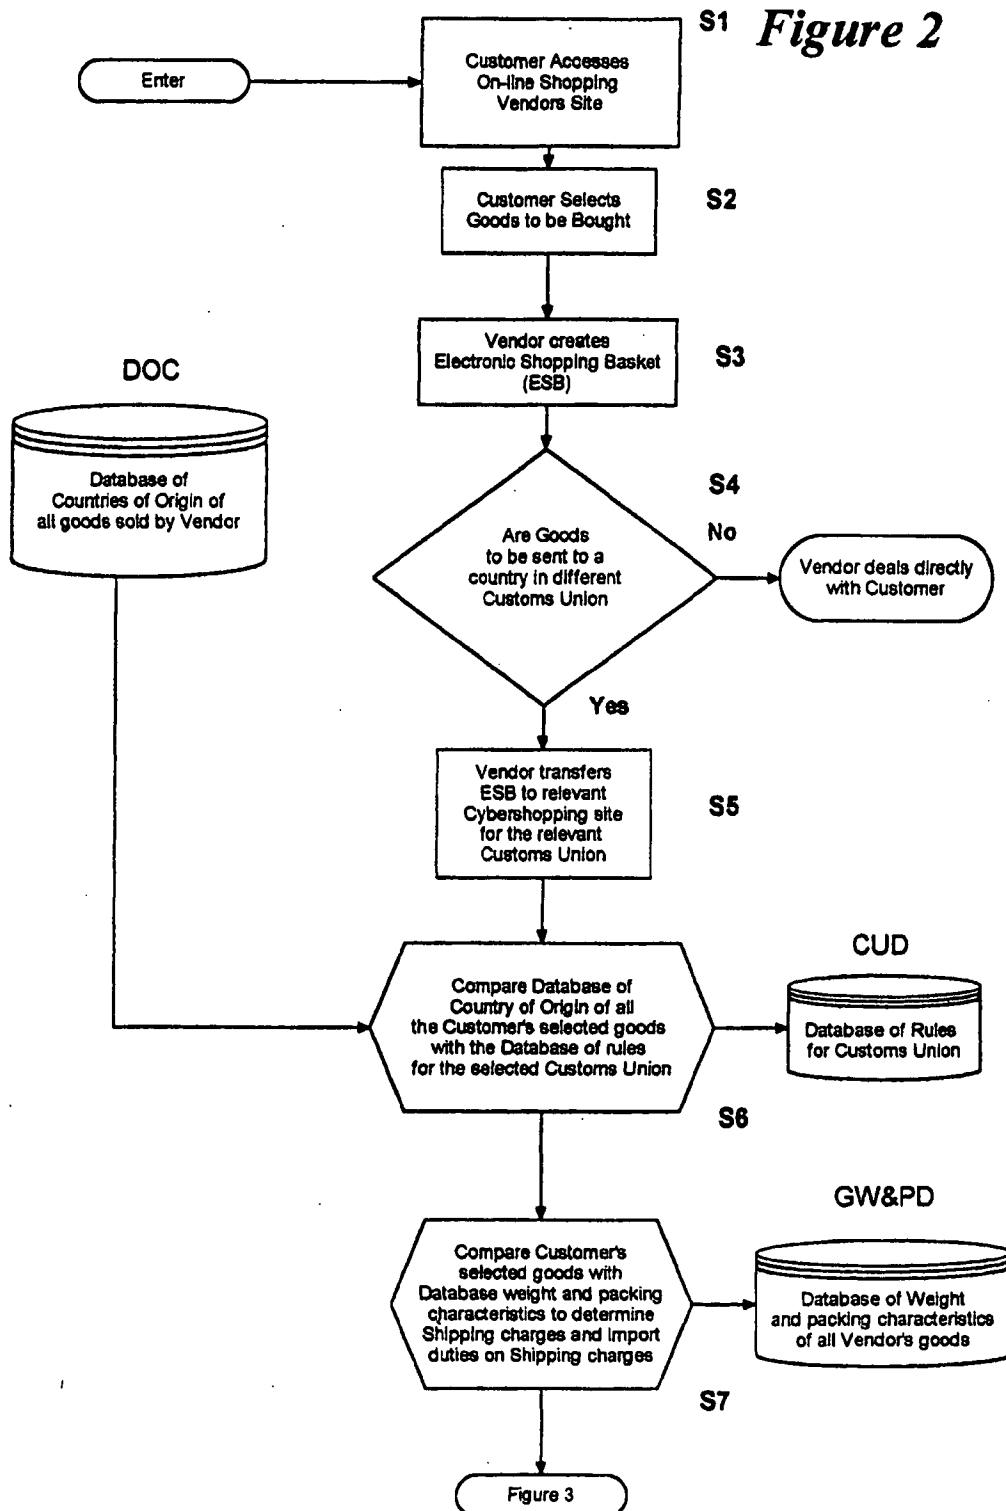 S1
Figure 2
Enter
Customer Accesses
On-line Shopping
Vendors Site
Customer Selects
Goods to be Bought
S2
Vendor creates
Electronic Shopping Basket
(ESB)
S3
DOC
Database of
Countries of Origin of
all goods sold by Vendor
S4
Are Goods
to be sent to a
country in different
Customs Union
No
Vendor deals directly
with Customer
Yes
Vendor transfers
ESB to relevant
Cybershopping site
for the relevant
Customs Union
S5
Compare Database of
Country of Origin of all
the Customer's selected goods
with the Database of rules
for the selected Customs Union
CUD
Database of Rules
for Customs Union
S6
GW&PD
Compare Customer's
selected goods with
Database weight and packing
characteristics to determine
Shipping charges and import
duties on Shipping charges
Database of Weight
and packing characteristics
of all Vendor's goods
S7
Figure 3